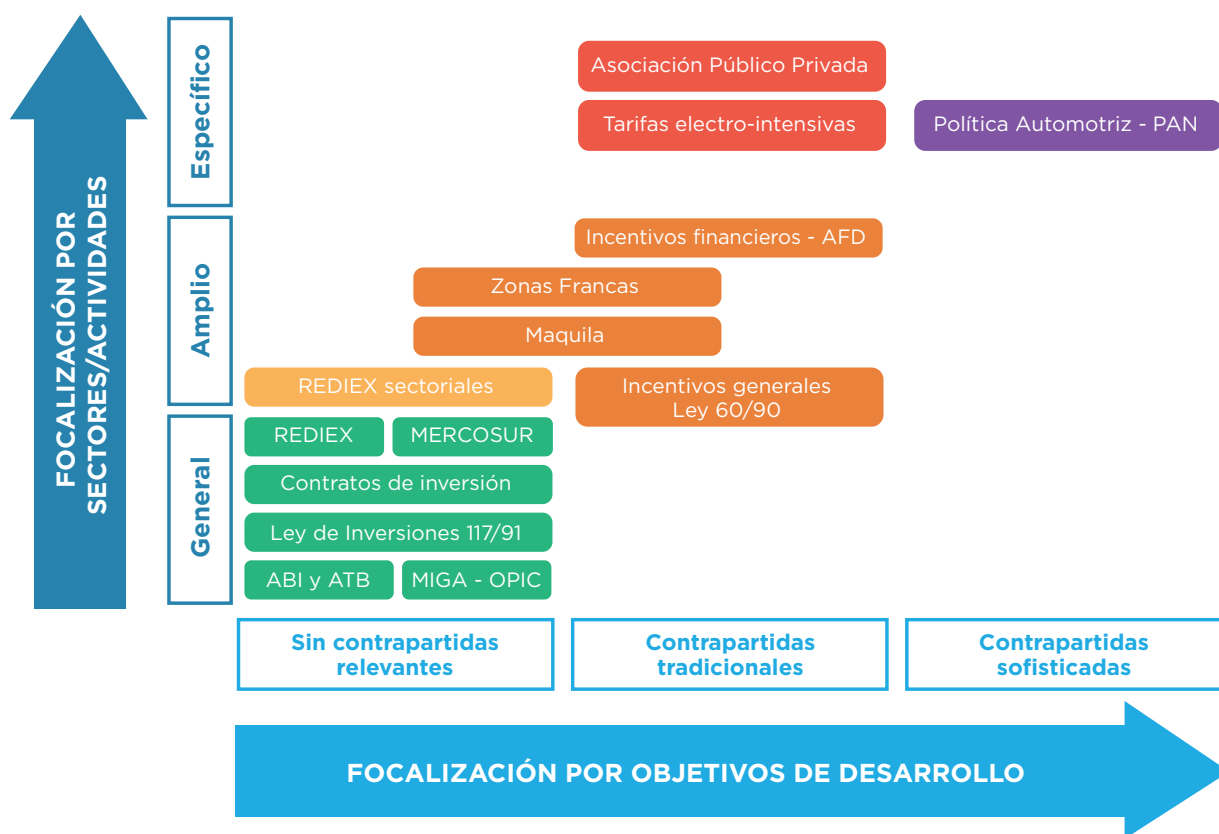 FOCALIZACIÓN POR
SECTORES/ACTIVIDADES
Específico
Asociación Público Privada
Tarifas electro-intensivas
Política Automotriz - PAN
Amplio
Incentivos financieros - AFD
Zonas Francas
Maquila
REDIEX sectoriales
Incentivos generales
Ley 60/90
General
REDIEX
MERCOSUR
Contratos de inversión
Ley de Inversiones 117/91
ABI y ATB
MIGA - OPIC
Sin contrapartidas
relevantes
Contrapartidas
tradicionales
Contrapartidas
sofisticadas
FOCALIZACIÓN POR OBJETIVOS DE DESARROLLO